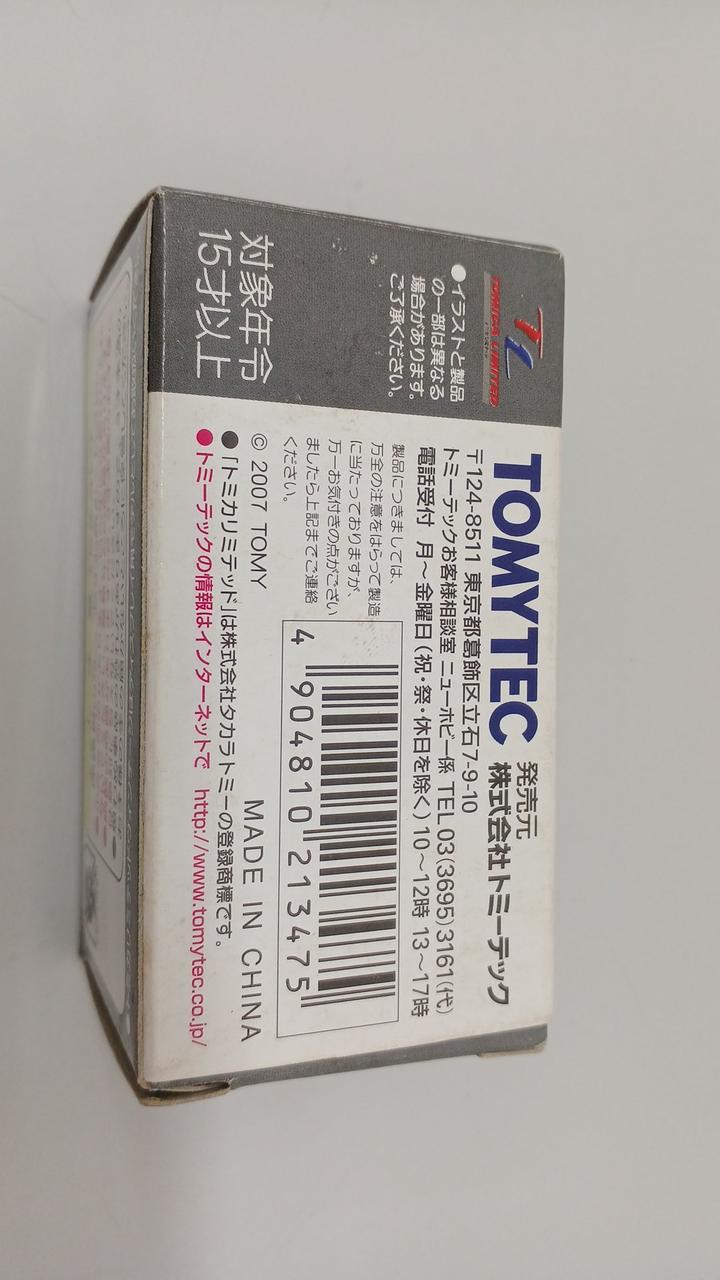 TL
TOMICA LIMITED
●イラストと製品
の一部は異なる
場合があります。
ご了承ください。
対象年令
15才以上
TOMYTEC
発売元
株式会社トミーテック
〒124-8511 東京都葛飾区立石7-9-10
トミーテックお客様相談室 ニューホビー係 TEL 03(3695)3161(代)
電話受付 月〜金曜日(祝・祭・休日を除く) 10〜12時 13〜17時
製品につきましては、
万全の注意をはらって製造
に当たっておりますが、
万一お気付きの点がござい
ましたら上記までご連絡
ください。
4 904810 213475
© 2007 TOMY
MADE IN CHINA
●「トミカリミテッド」は株式会社タカラトミーの登録商標です。
●トミーテックの情報はインターネットで http://www.tomytec.co.jp/